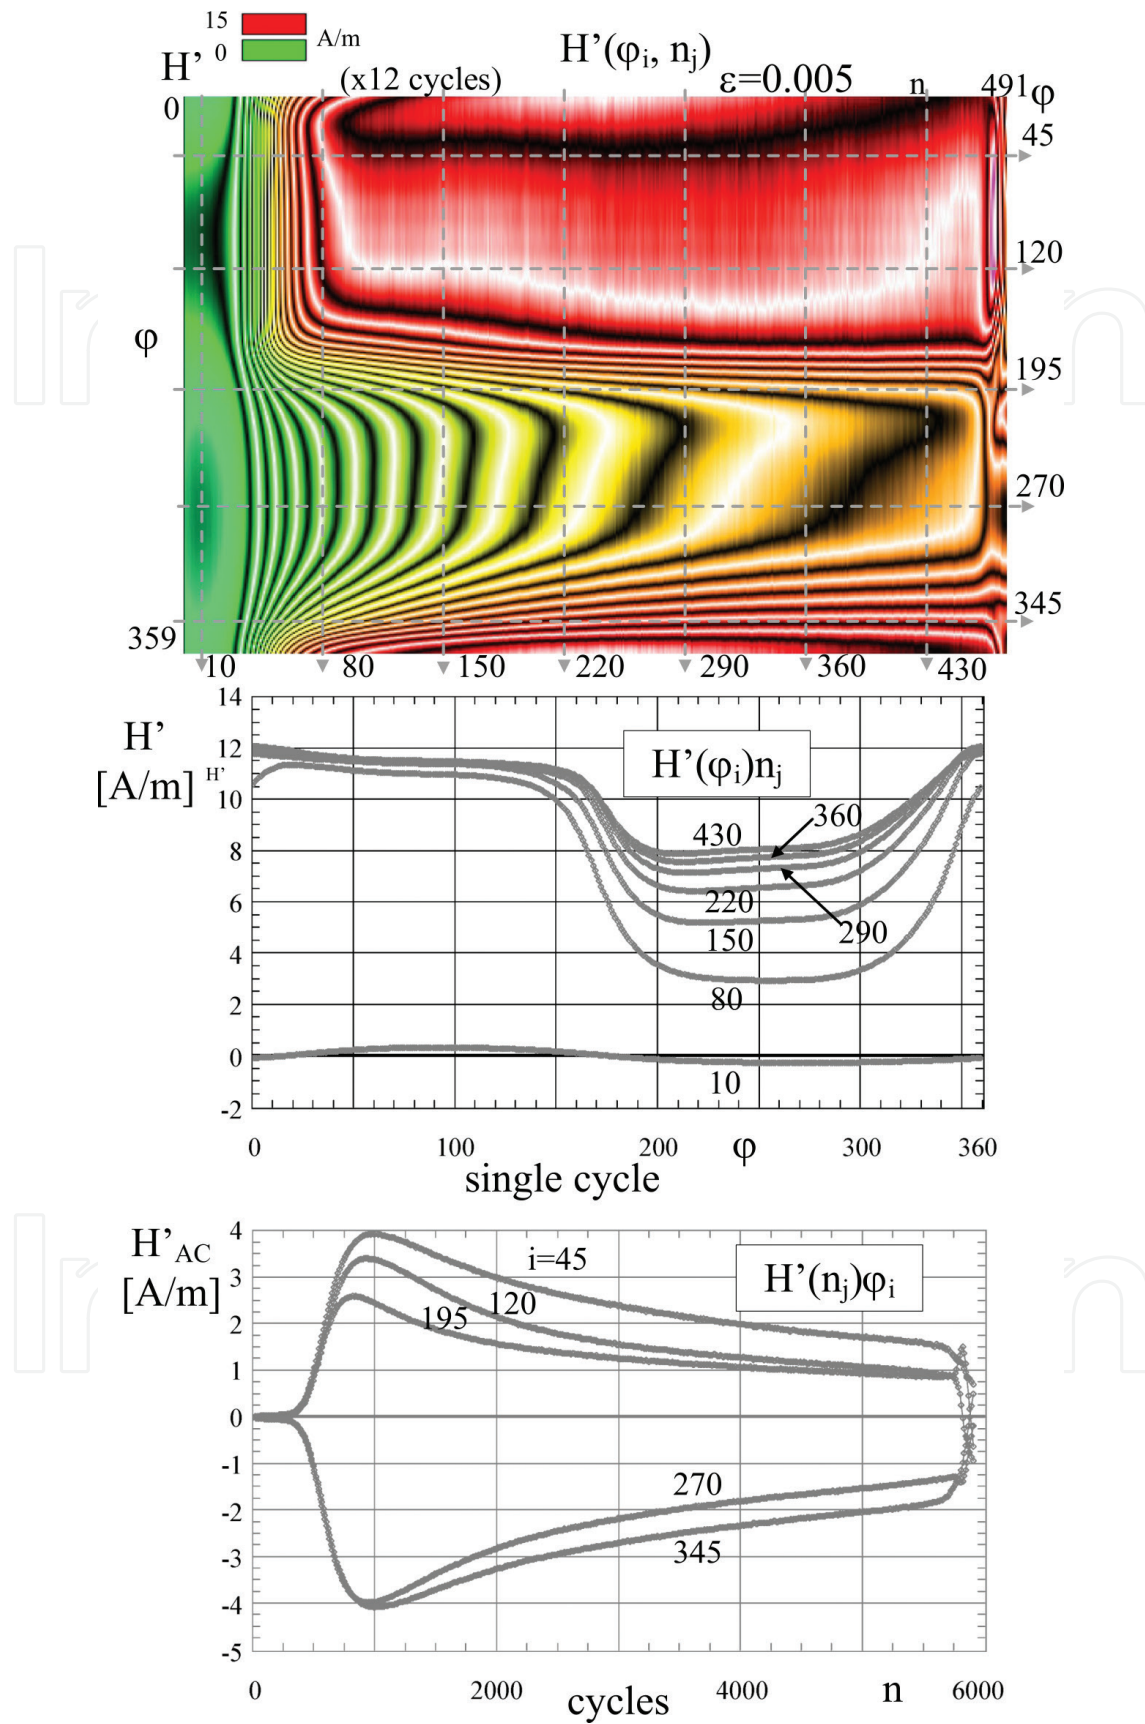 15
0
A/m
H'
(x12 cycles)
H'(φi, nj)
ε=0.005
n
491
φ
0
45
120
φ
195
270
345
359
10
80
150
220
290
360
430
14
H'
[A/m]
H'
H'(φi)nj
12
10
8
6
4
2
0
-2
430
360
220
290
150
80
10
0
100
200
φ
300
360
single cycle
H'AC
[A/m]
4
3
2
1
0
-1
-2
-3
-4
-5
i=45
H'(nj)φi
120
195
270
345
0
2000
4000
n
6000
cycles
In
n
In
n